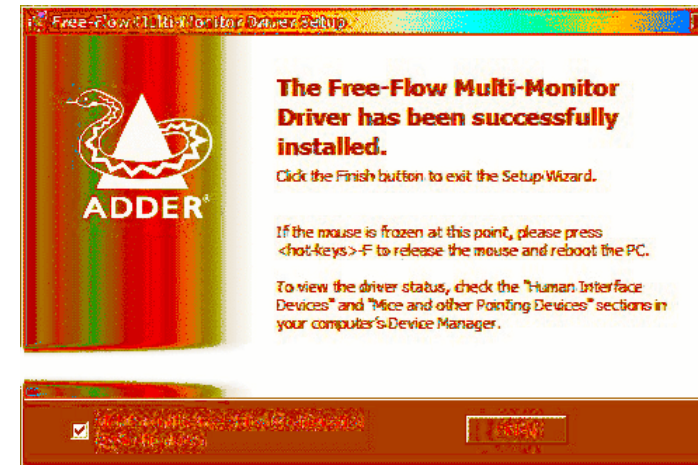 Free-Flow Multi-Monitor Driver Setup
The Free-Flow Multi-Monitor
Driver has been successfully
installed.
Click the Finish button to exit the Setup Wizard.
ADDER®
If the mouse is frozen at this point, please press
<hot-keys>-F to release the mouse and reboot the PC.
To view the driver status, check the "Human Interface
Devices" and "Mice and other Pointing Devices" sections in
your computer's Device Manager.